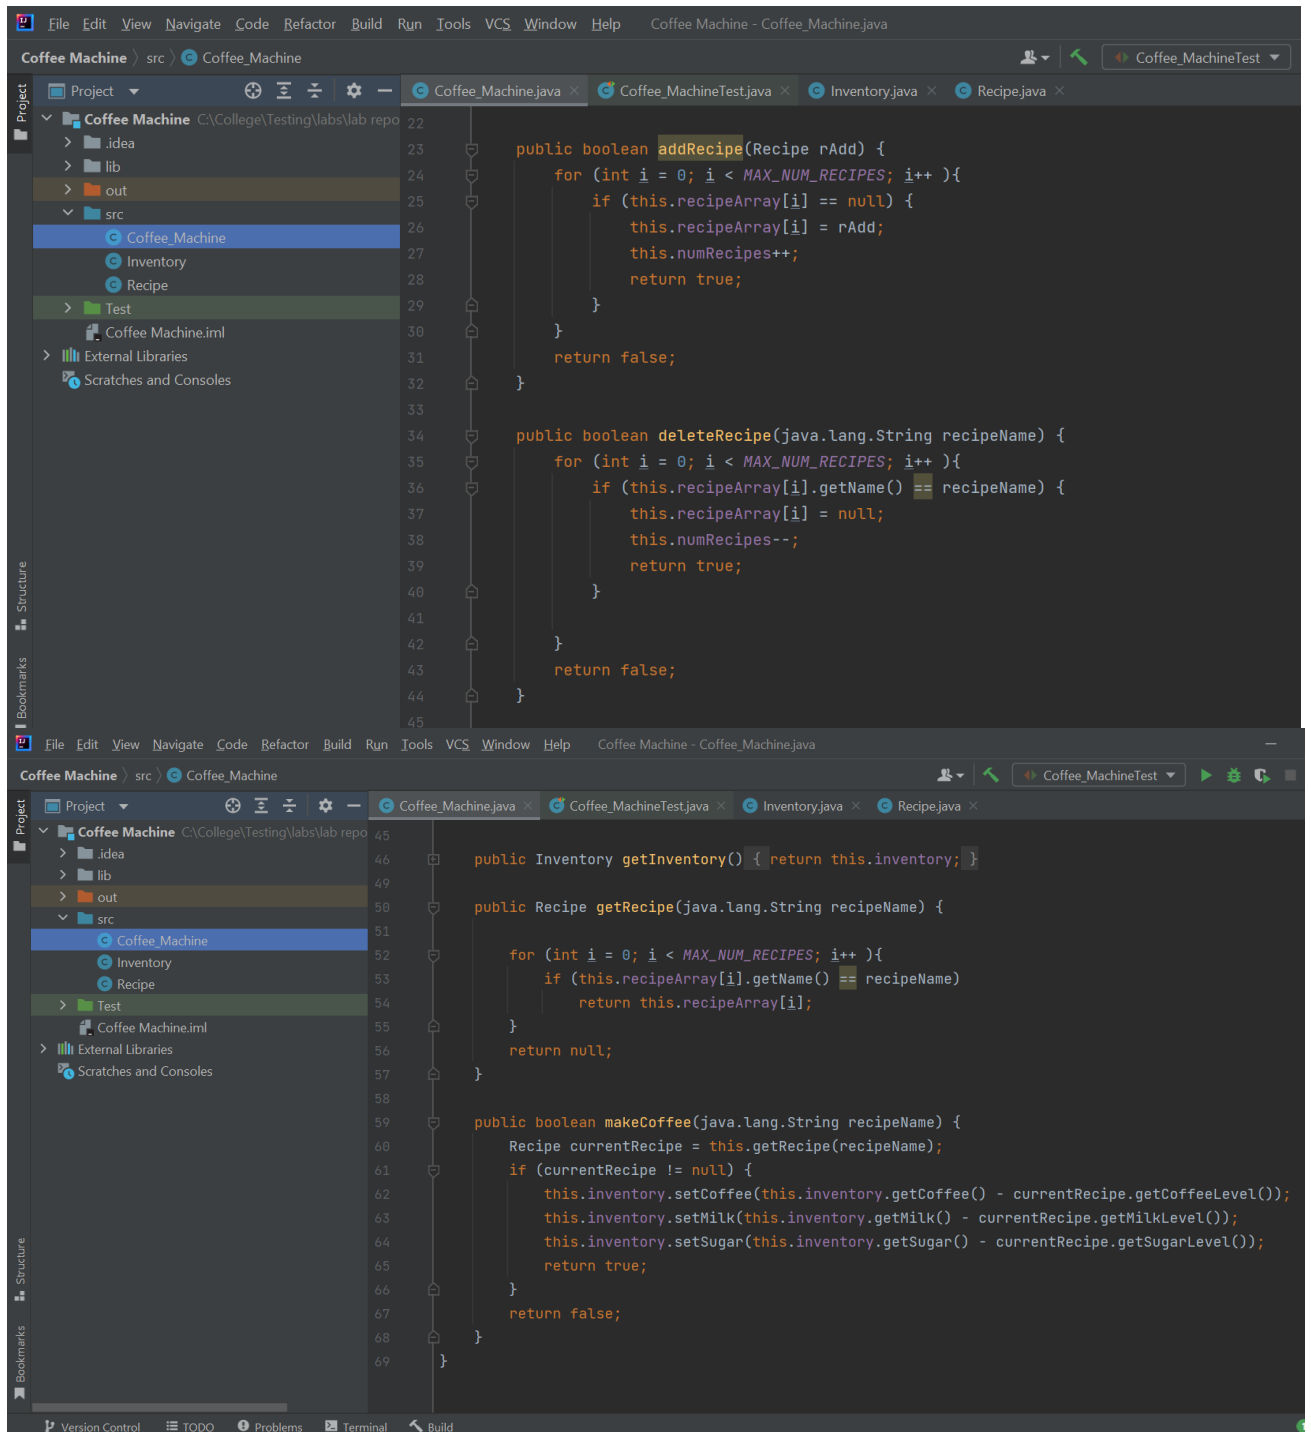 File Edit View Navigate Code Refactor Build Run Tools VCS Window Help Coffee Machine - Coffee_Machine.java
Coffee Machine src Coffee_Machine Coffee_MachineTest
Project
Project Coffee_Machine.java Coffee_MachineTest.java Inventory.java Recipe.java
Coffee Machine C:\College\Testing\labs\lab repo
.idea
lib
out
src
Coffee_Machine
Inventory
Recipe
Test
Coffee Machine.iml
External Libraries
Scratches and Consoles
Structure
Bookmarks
22
23 public boolean addRecipe(Recipe rAdd) {
24 for (int i = 0; i < MAX_NUM_RECIPES; i++ ){
25 if (this.recipeArray[i] == null) {
26 this.recipeArray[i] = rAdd;
27 this.numRecipes++;
28 return true;
29 }
30 }
31 return false;
32 }
33
34 public boolean deleteRecipe(java.lang.String recipeName) {
35 for (int i = 0; i < MAX_NUM_RECIPES; i++ ){
36 if (this.recipeArray[i].getName() == recipeName) {
37 this.recipeArray[i] = null;
38 this.numRecipes--;
39 return true;
40 }
41
42 }
43 return false;
44 }
45
File Edit View Navigate Code Refactor Build Run Tools VCS Window Help Coffee Machine - Coffee_Machine.java
Coffee Machine src Coffee_Machine Coffee_MachineTest
Project
Project Coffee_Machine.java Coffee_MachineTest.java Inventory.java Recipe.java
Coffee Machine C:\College\Testing\labs\lab repo
.idea
lib
out
src
Coffee_Machine
Inventory
Recipe
Test
Coffee Machine.iml
External Libraries
Scratches and Consoles
Structure
Bookmarks
45
46 public Inventory getInventory() { return this.inventory; }
49
50 public Recipe getRecipe(java.lang.String recipeName) {
51
52 for (int i = 0; i < MAX_NUM_RECIPES; i++ ){
53 if (this.recipeArray[i].getName() == recipeName)
54 return this.recipeArray[i];
55 }
56 return null;
57 }
58
59 public boolean makeCoffee(java.lang.String recipeName) {
60 Recipe currentRecipe = this.getRecipe(recipeName);
61 if (currentRecipe != null) {
62 this.inventory.setCoffee(this.inventory.getCoffee() - currentRecipe.getCoffeeLevel());
63 this.inventory.setMilk(this.inventory.getMilk() - currentRecipe.getMilkLevel());
64 this.inventory.setSugar(this.inventory.getSugar() - currentRecipe.getSugarLevel());
65 return true;
66 }
67 return false;
68 }
69 }
Version Control TODO Problems Terminal Build